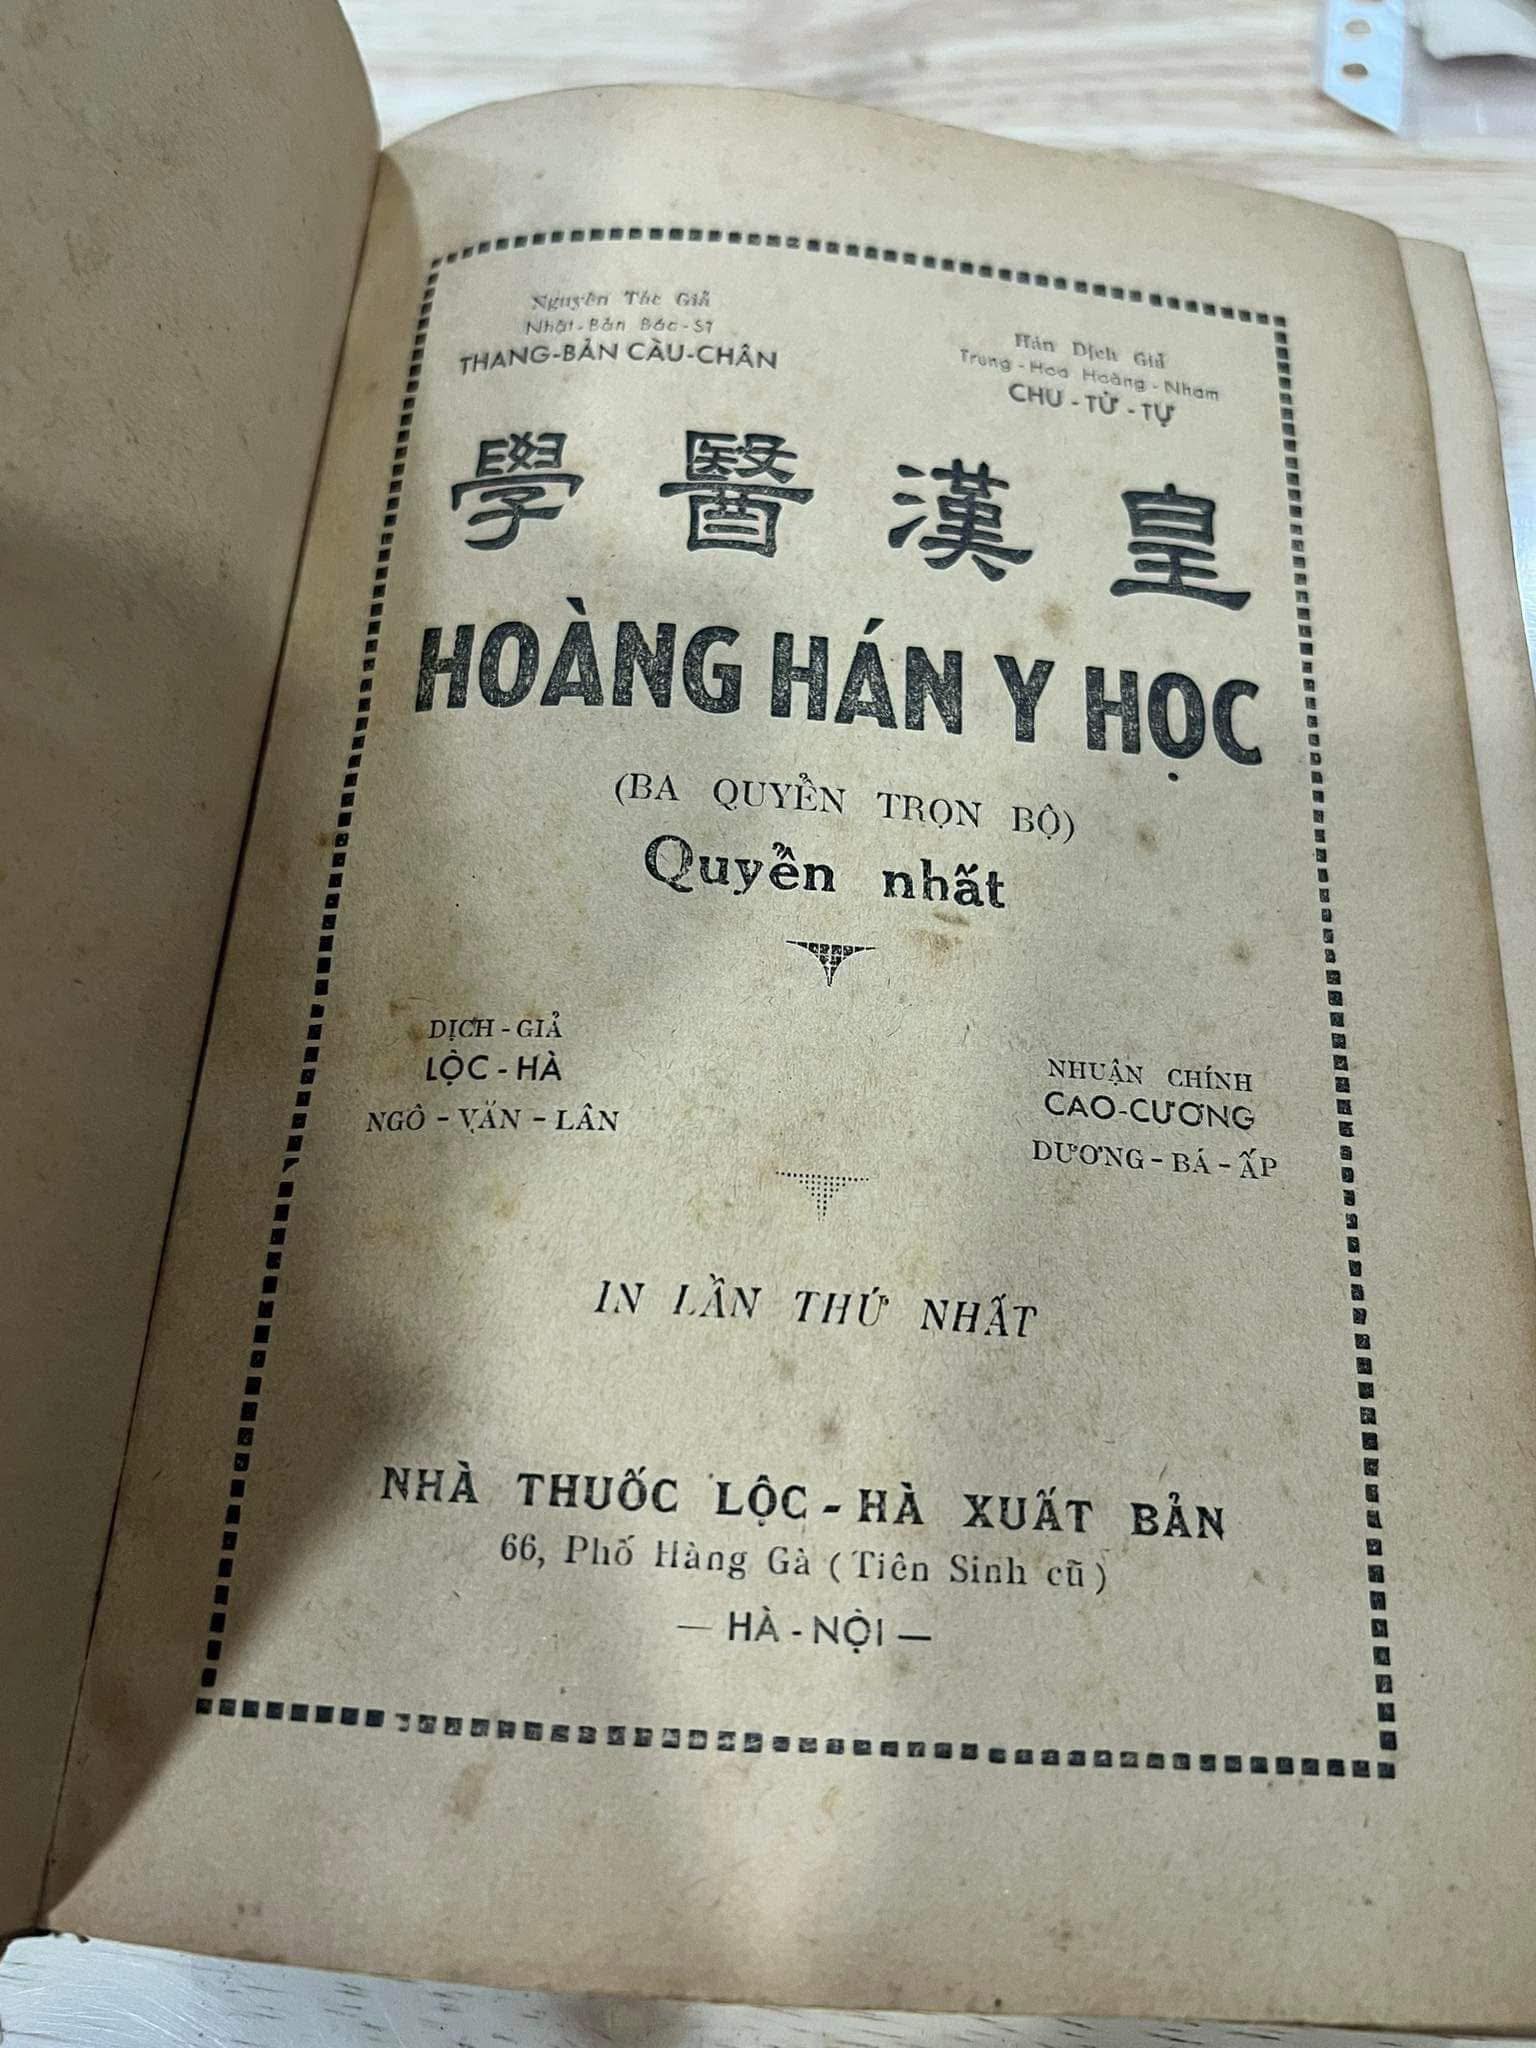 Nguyên Tác Giả
Nhật-Bản Bác-Sĩ
THANG-BẢN CẦU-CHÂN
Hán Dịch Giả
Trung-Hoa Hoàng-Nham
CHU-TỬ-TỰ
學醫漢皇
HOÀNG HÁN Y HỌC
(BA QUYỂN TRỌN BỘ)
Quyển nhất
DỊCH-GIẢ
LỘC-HÀ
NGÔ-VĂN-LÂN
NHUẬN CHÍNH
CAO-CƯƠNG
DƯƠNG-BÁ-ẤP
IN LẦN THỨ NHẤT
NHÀ THUỐC LỘC-HÀ XUẤT BẢN
66, Phố Hàng Gà (Tiên Sinh cũ)
— HÀ-NỘI —